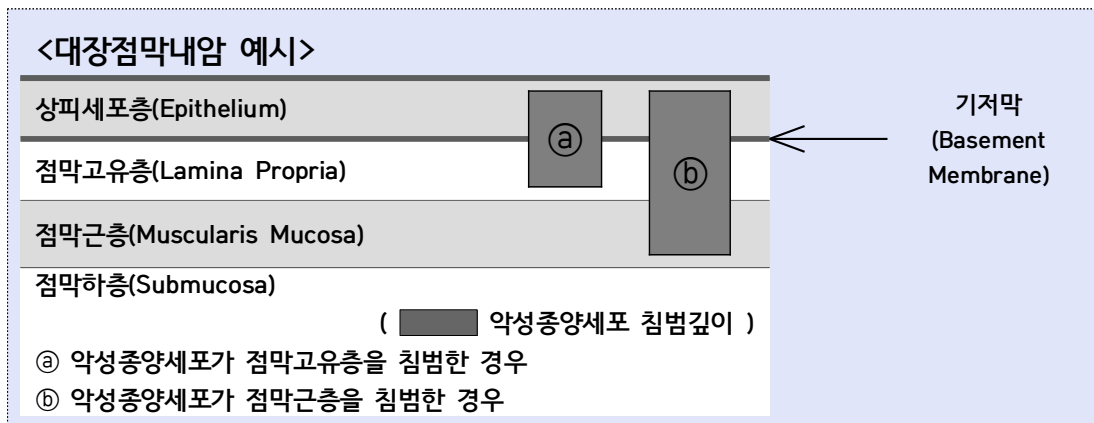 <대장점막내암 예시>
상피세포층(Epithelium)
점막고유층(Lamina Propria)
점막근층(Muscularis Mucosa)
점막하층(Submucosa)
ⓐ
ⓑ
기저막
(Basement
Membrane)
( 악성종양세포 침범깊이 )
ⓐ 악성종양세포가 점막고유층을 침범한 경우
ⓑ 악성종양세포가 점막근층을 침범한 경우